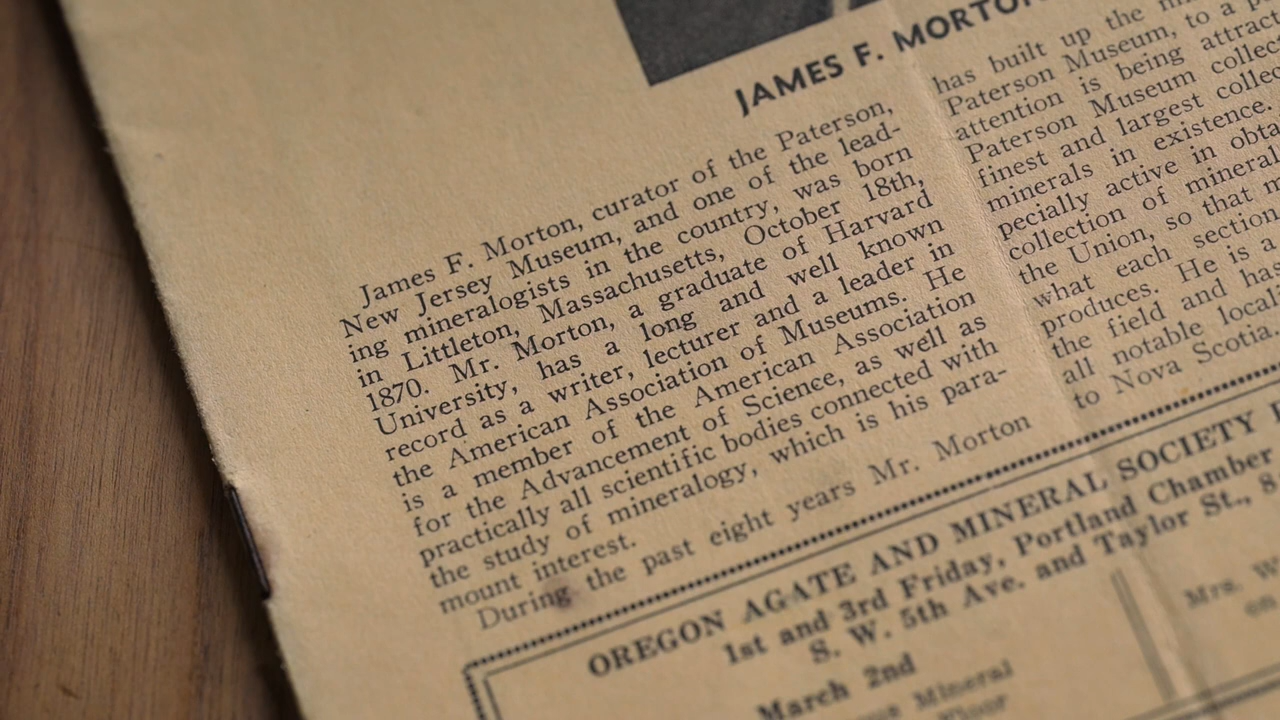 JAMES F. MORTON
James F. Morton, curator of the Paterson,
New Jersey Museum, and one of the lead-
ing mineralogists in the country, was born
in Littleton, Massachusetts, October 18th,
1870. Mr. Morton, a graduate of Harvard
University, has a long and well known
record as a writer, lecturer and a leader in
the American Association of Museums. He
is a member of the American Association
for the Advancement of Science, as well as
practically all scientific bodies connected with
the study of mineralogy, which is his para-
mount interest.
During the past eight years Mr. Morton
has built up the
Paterson Museum, to a
attention is being
Paterson Museum
finest and largest
minerals in existence.
pecially active in
collection of
the Union, so that
what each section
produces. He is a
the field and has
all notable
to Nova Scotia.
OREGON AGATE AND MINERAL SOCIETY
1st and 3rd Friday, Portland Chamber
S. W. 5th Ave. and Taylor St., 8
March 2nd
Mineral
Mrs. W
on